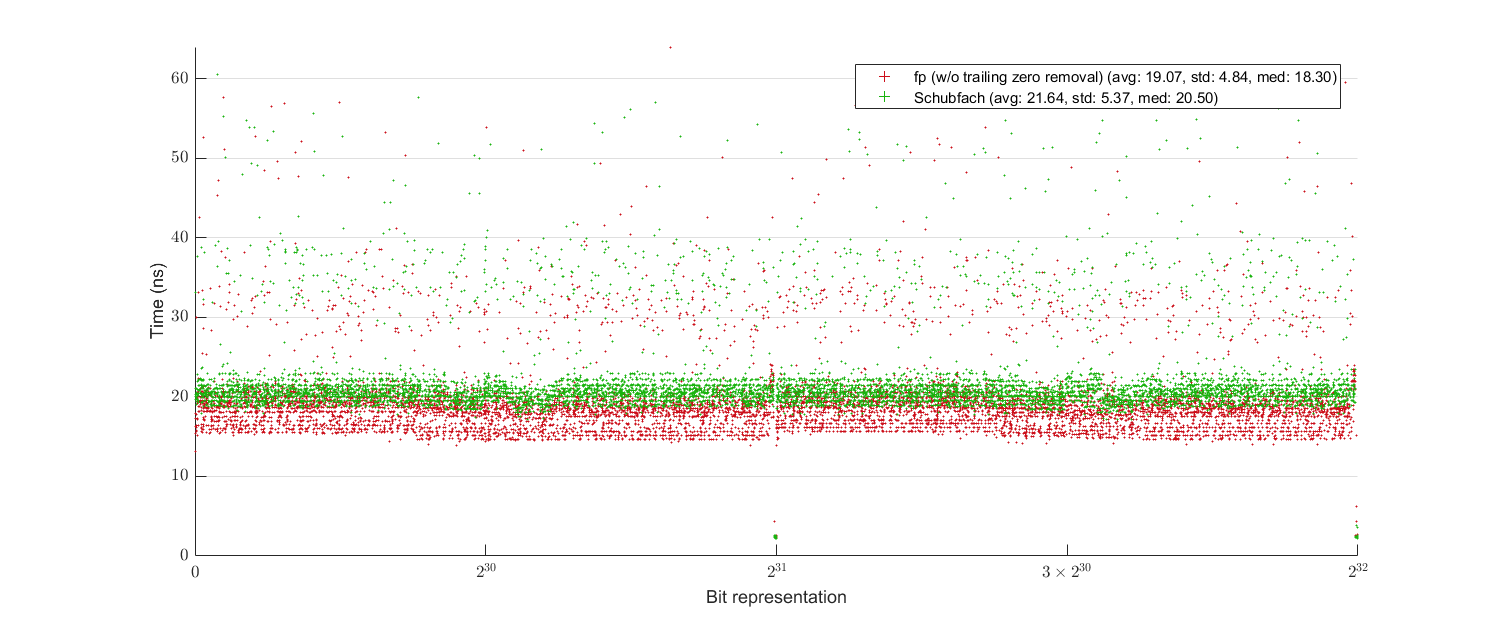 fp (w/o trailing zero removal) (avg: 19.07, std: 4.84, med: 18.30)
Schubfach (avg: 21.64, std: 5.37, med: 20.50)
Time (ns)
60
50
40
30
20
10
0
0 2^30 2^31 3 × 2^30 2^32
Bit representation